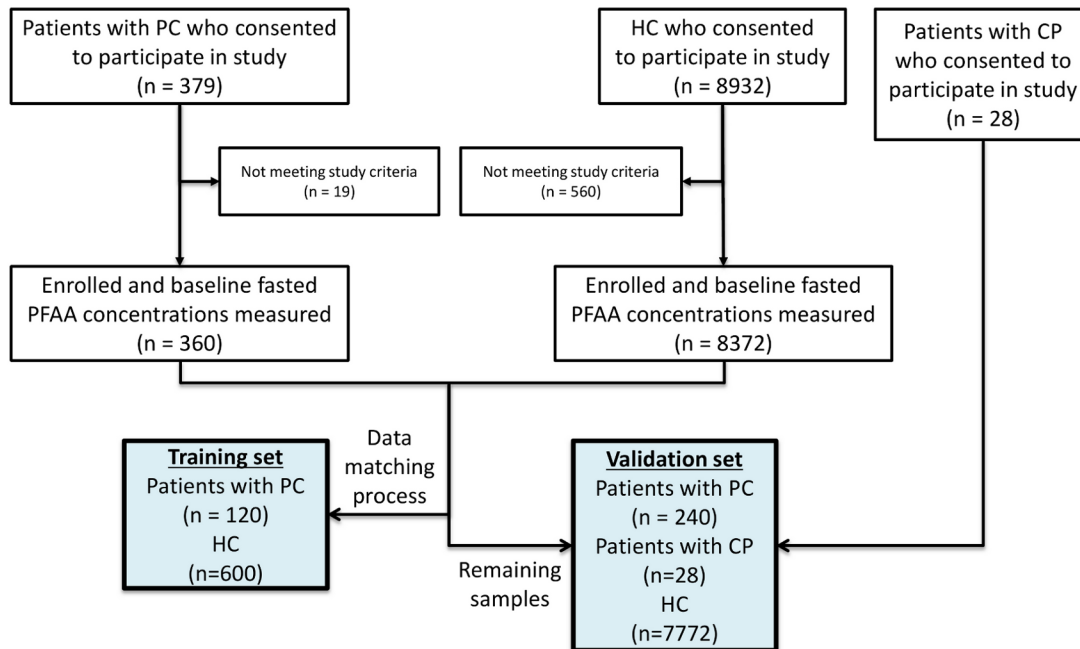 Patients with PC who consented
to participate in study
(n = 379)
HC who consented
to participate in study
(n = 8932)
Patients with CP
who consented to
participate in study
(n = 28)
Not meeting study criteria
(n = 19)
Not meeting study criteria
(n = 560)
Enrolled and baseline fasted
PFAA concentrations measured
(n = 360)
Enrolled and baseline fasted
PFAA concentrations measured
(n = 8372)
Data
matching
process
Training set
Patients with PC
(n = 120)
HC
(n=600)
Remaining
samples
Validation set
Patients with PC
(n = 240)
Patients with CP
(n=28)
HC
(n=7772)